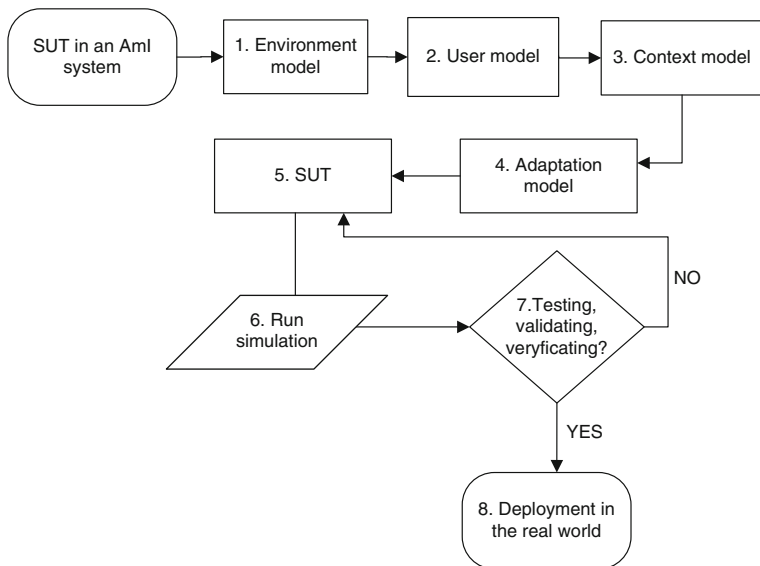 SUT in an AmI
system
1. Environment
model
2. User model
3. Context model
5. SUT
4. Adaptation
model
NO
6. Run
simulation
7.Testing,
validating,
veryficating?
YES
8. Deployment in
the real world